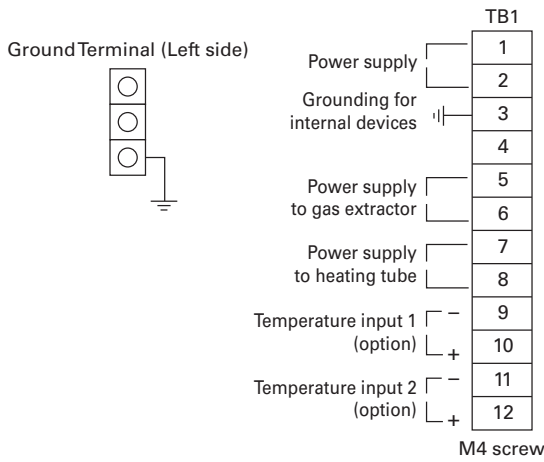 Ground Terminal (Left side)
TB1
Power supply
1
2
Grounding for
internal devices
3
4
Power supply
to gas extractor
5
6
Power supply
to heating tube
7
8
Temperature input 1
(option)
− 9
+ 10
Temperature input 2
(option)
− 11
+ 12
M4 screw